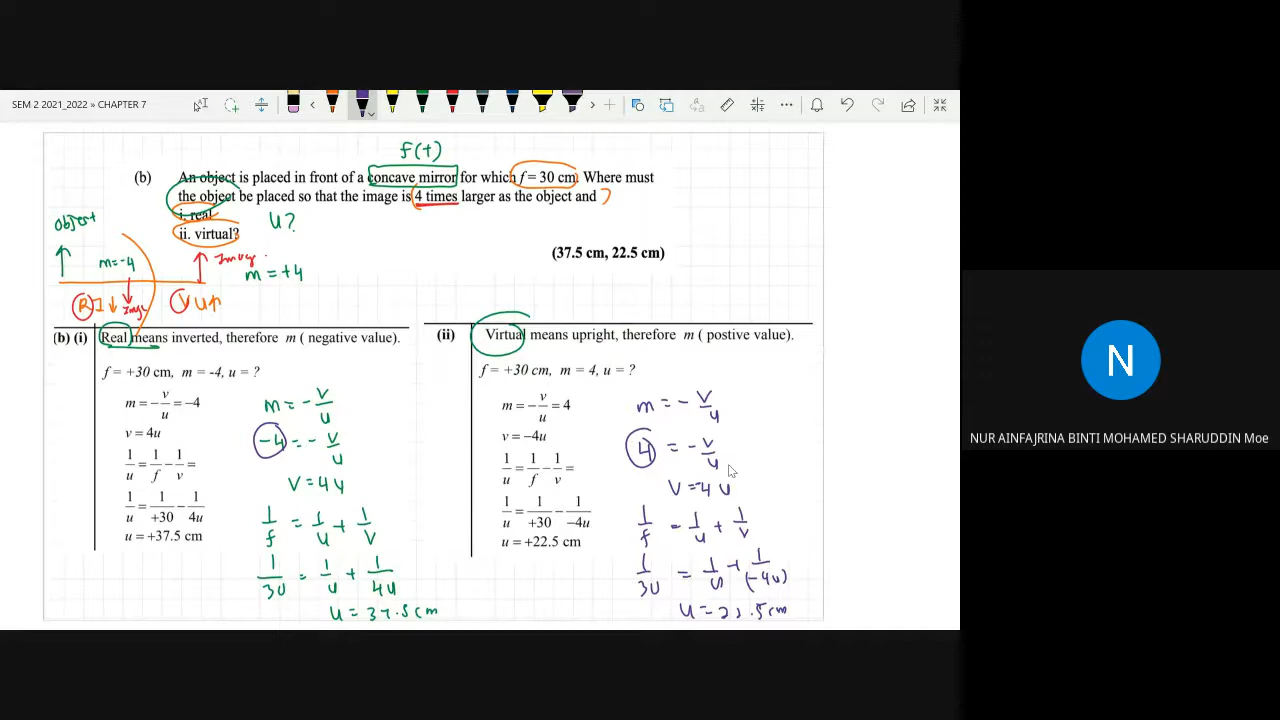 SEM 2 2021_2022 » CHAPTER 7
f(+)
(b) An object is placed in front of a concave mirror for which f = 30 cm. Where must
the object be placed so that the image is 4 times larger as the object and
i. real
ii. virtual?
u?
(37.5 cm, 22.5 cm)
object
m=-4
Image
m = +4
R I ↓ Image
V U↑
(b) (i) Real means inverted, therefore m ( negative value).
f = +30 cm, m = -4, u = ?
m = - v/u = -4
v = 4u
1/u = 1/f - 1/v =
1/u = 1/+30 - 1/4u
u = +37.5 cm
m = - v/u
-4 = - v/u
v = 4u
1/f = 1/u + 1/v
1/30 = 1/u + 1/4u
u = 37.5cm
(ii) Virtual means upright, therefore m ( postive value).
f = +30 cm, m = 4, u = ?
m = - v/u = 4
v = -4u
1/u = 1/f - 1/v =
1/u = 1/+30 - 1/-4u
u = +22.5 cm
m = - v/u
4 = - v/u
v = -4 u
1/f = 1/u + 1/v
1/30 = 1/u + 1/(-4u)
u = 22.5cm
N
NUR AINFAJRINA BINTI MOHAMED SHARUDDIN Moe